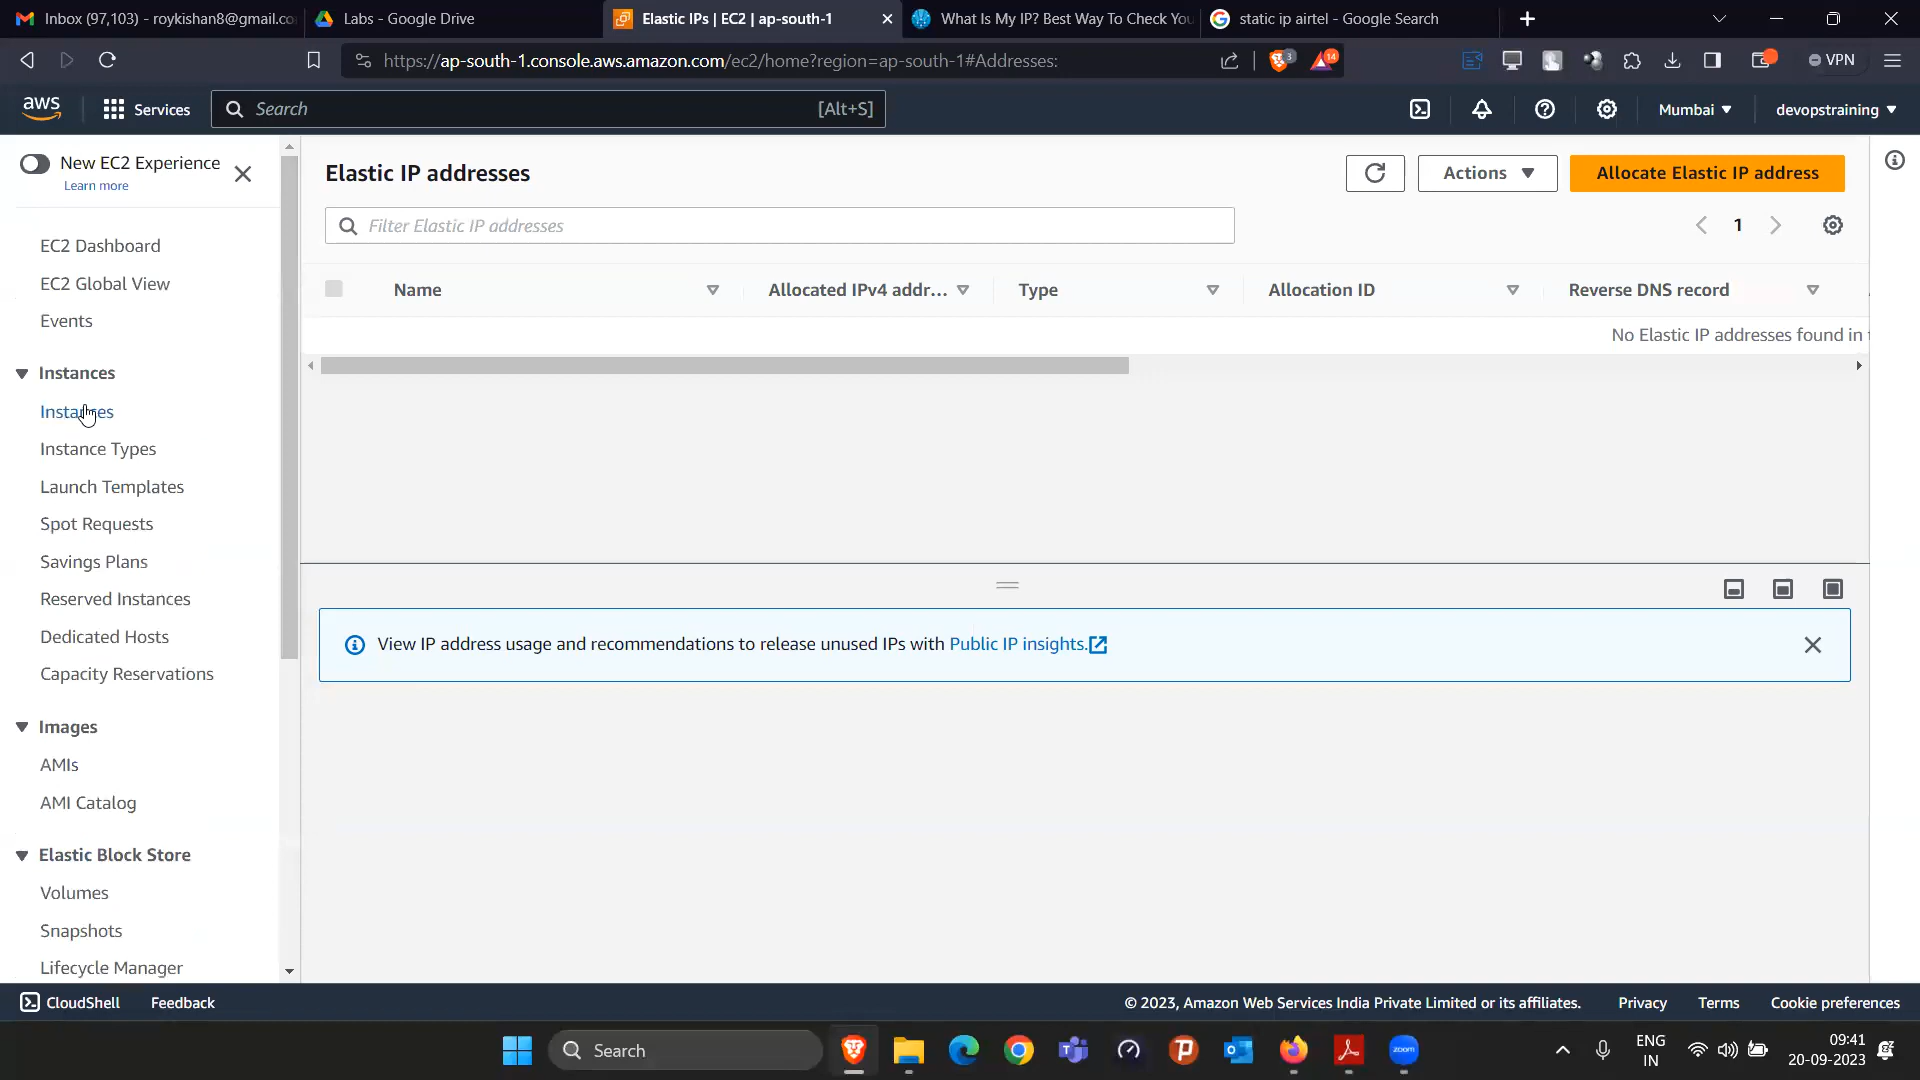 Inbox (97,103) - roykishan8@gmail.co
Labs - Google Drive
Elastic IPs | EC2 | ap-south-1
What Is My IP? Best Way To Check You
static ip airtel - Google Search
https://ap-south-1.console.aws.amazon.com/ec2/home?region=ap-south-1#Addresses:
3
14
VPN
aws
Services
Search
[Alt+S]
Mumbai
devopstraining
New EC2 Experience
Learn more
EC2 Dashboard
EC2 Global View
Events
Instances
Instances
Instance Types
Launch Templates
Spot Requests
Savings Plans
Reserved Instances
Dedicated Hosts
Capacity Reservations
Images
AMIs
AMI Catalog
Elastic Block Store
Volumes
Snapshots
Lifecycle Manager
Elastic IP addresses
Actions
Allocate Elastic IP address
Filter Elastic IP addresses
1
Name
Allocated IPv4 addr...
Type
Allocation ID
Reverse DNS record
No Elastic IP addresses found in
View IP address usage and recommendations to release unused IPs with Public IP insights.
CloudShell
Feedback
© 2023, Amazon Web Services India Private Limited or its affiliates.
Privacy
Terms
Cookie preferences
Search
zoom
ENG
IN
09:41
20-09-2023